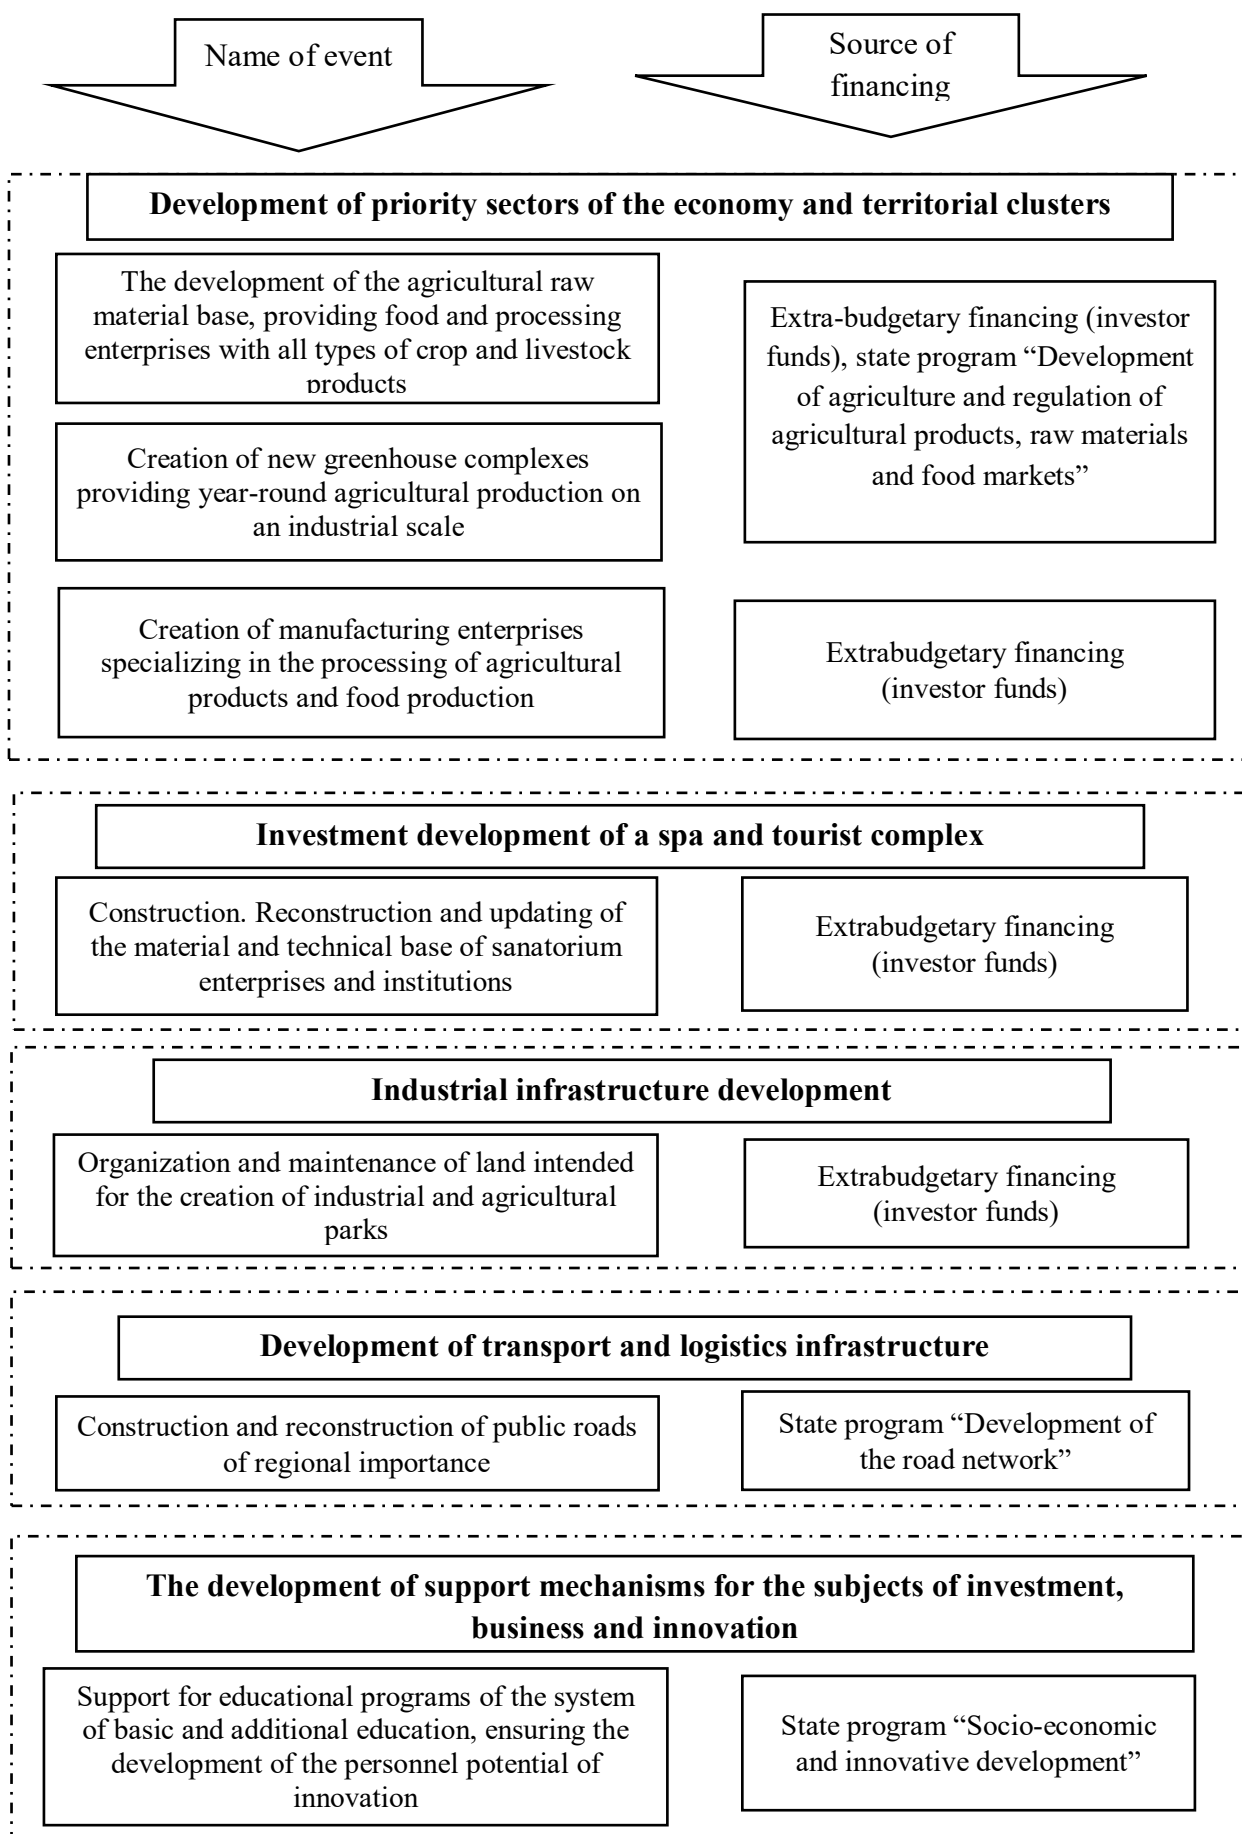 Name of event
Source of
financing
Development of priority sectors of the economy and territorial clusters
The development of the agricultural raw
material base, providing food and processing
enterprises with all types of crop and livestock
products
Extra-budgetary financing (investor
funds), state program “Development
of agriculture and regulation of
agricultural products, raw materials
and food markets”
Creation of new greenhouse complexes
providing year-round agricultural production on
an industrial scale
Creation of manufacturing enterprises
specializing in the processing of agricultural
products and food production
Extrabudgetary financing
(investor funds)
Investment development of a spa and tourist complex
Construction. Reconstruction and updating of
the material and technical base of sanatorium
enterprises and institutions
Extrabudgetary financing
(investor funds)
Industrial infrastructure development
Organization and maintenance of land intended
for the creation of industrial and agricultural
parks
Extrabudgetary financing
(investor funds)
Development of transport and logistics infrastructure
Construction and reconstruction of public roads
of regional importance
State program “Development of
the road network”
The development of support mechanisms for the subjects of investment,
business and innovation
Support for educational programs of the system
of basic and additional education, ensuring the
development of the personnel potential of
innovation
State program “Socio-economic
and innovative development”